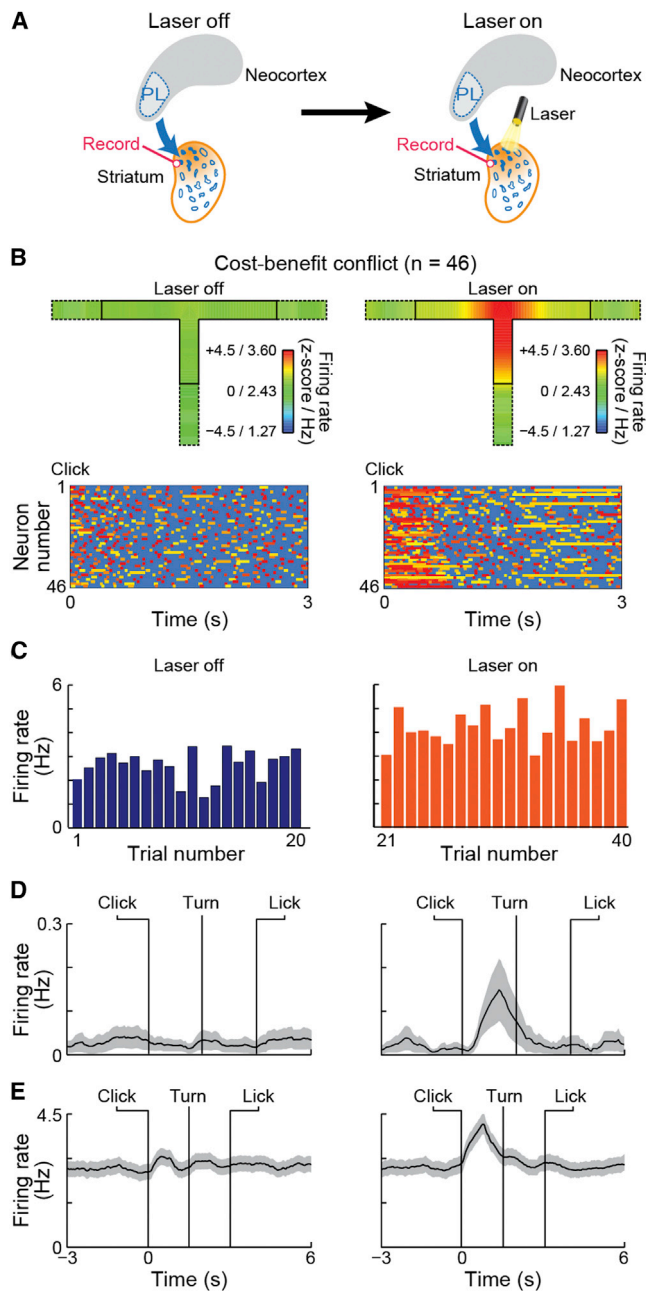 A
Laser off
Laser on
Neocortex
PL
Record
Striatum
Neocortex
PL
Laser
Record
Striatum
B
Cost-benefit conflict (n = 46)
Laser off
Laser on
+4.5 / 3.60
0 / 2.43
−4.5 / 1.27
Firing rate
(z-score / Hz)
+4.5 / 3.60
0 / 2.43
−4.5 / 1.27
Firing rate
(z-score / Hz)
Click
1
Neuron
number
46
0
3
Time (s)
Click
1
46
0
3
Time (s)
C
Laser off
Laser on
6
Firing rate
(Hz)
0
1
20
Trial number
21
40
Trial number
D
Click
Turn
Lick
Click
Turn
Lick
0.3
Firing rate
(Hz)
0
E
Click
Turn
Lick
Click
Turn
Lick
4.5
Firing rate
(Hz)
0
−3
0
6
Time (s)
−3
0
6
Time (s)